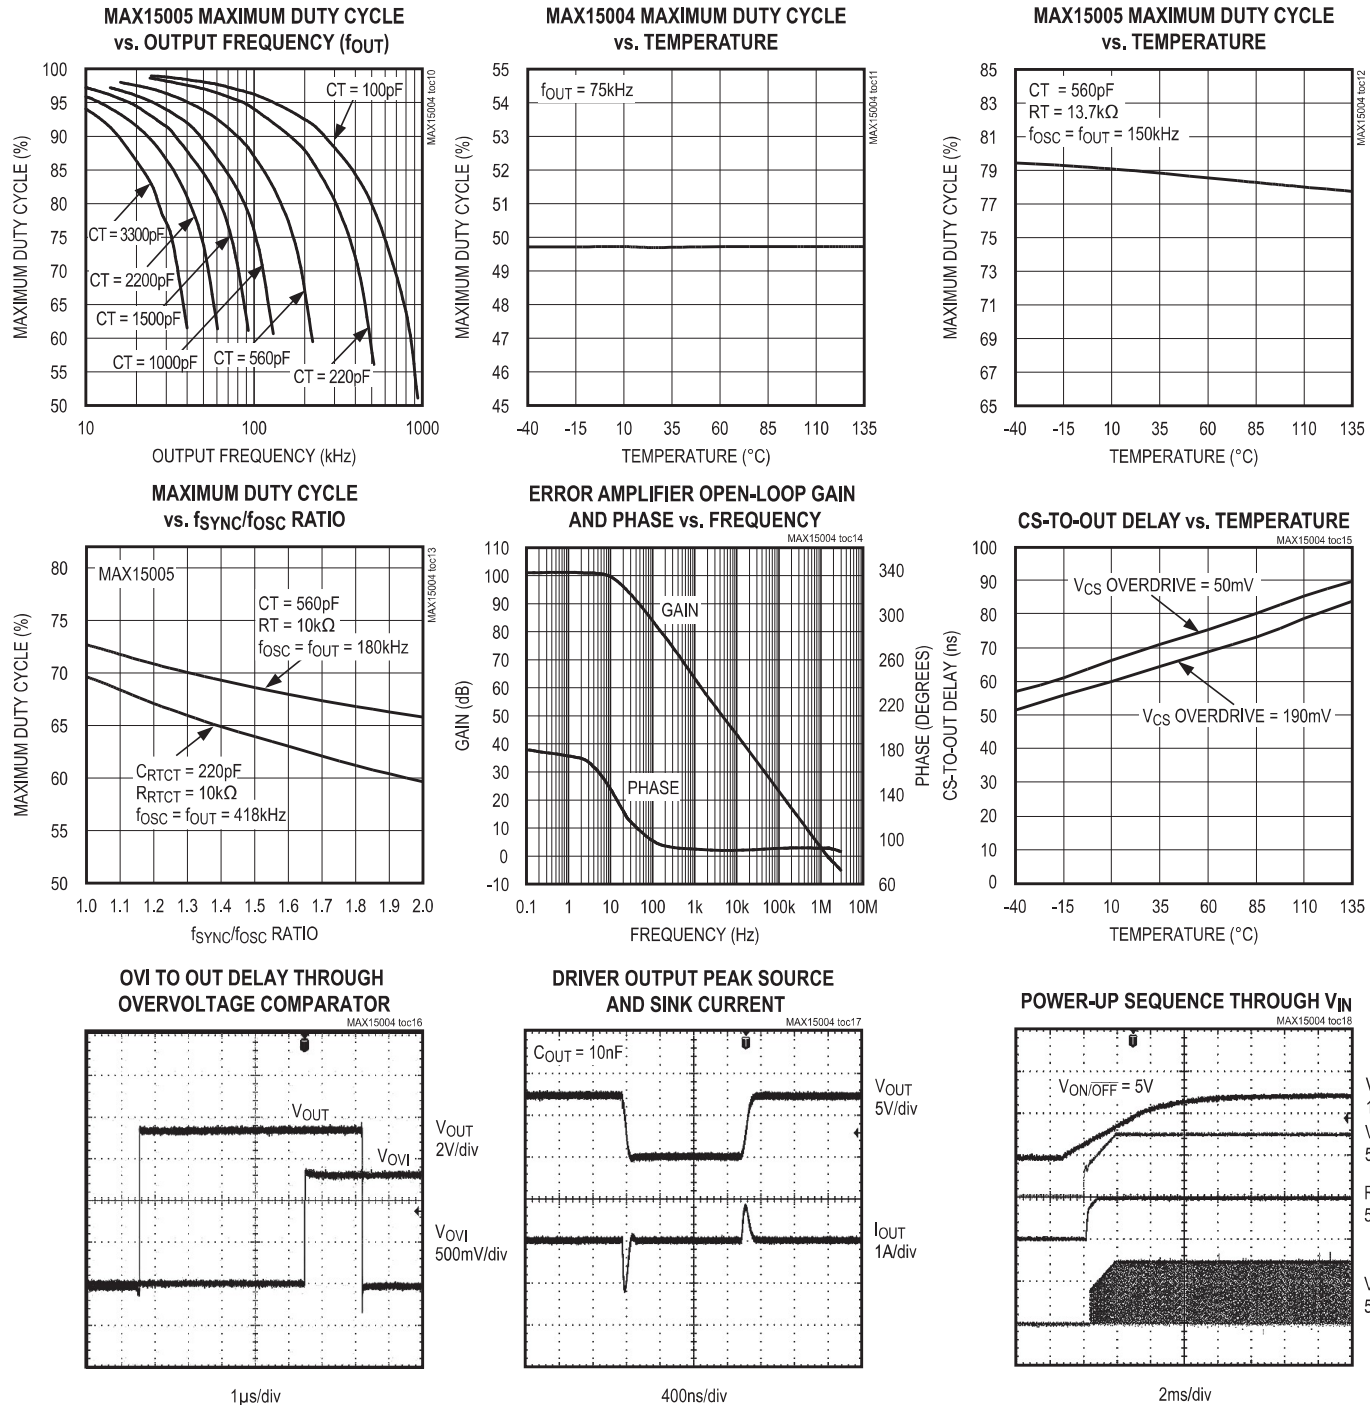 MAX15005 MAXIMUM DUTY CYCLE
vs. OUTPUT FREQUENCY (fOUT)
MAX15004 toc10
MAXIMUM DUTY CYCLE (%)
100
95
90
85
80
75
70
65
60
55
50
CT = 100pF
CT = 3300pF
CT = 2200pF
CT = 1500pF
CT = 1000pF
CT = 560pF
CT = 220pF
10
100
1000
OUTPUT FREQUENCY (kHz)
MAX15004 MAXIMUM DUTY CYCLE
vs. TEMPERATURE
MAX15004 toc11
MAXIMUM DUTY CYCLE (%)
55
54
53
52
51
50
49
48
47
46
45
fOUT = 75kHz
-40 -15 10 35 60 85 110 135
TEMPERATURE (°C)
MAX15005 MAXIMUM DUTY CYCLE
vs. TEMPERATURE
MAX15004 toc12
MAXIMUM DUTY CYCLE (%)
85
83
81
79
77
75
73
71
69
67
65
CT = 560pF
RT = 13.7kΩ
fOSC = fOUT = 150kHz
-40 -15 10 35 60 85 110 135
TEMPERATURE (°C)
MAXIMUM DUTY CYCLE
vs. fSYNC/fOSC RATIO
MAX15004 toc13
MAXIMUM DUTY CYCLE (%)
80
75
70
65
60
55
50
MAX15005
CT = 560pF
RT = 10kΩ
fOSC = fOUT = 180kHz
CRTCT = 220pF
RRTCT = 10kΩ
fOSC = fOUT = 418kHz
1.0 1.1 1.2 1.3 1.4 1.5 1.6 1.7 1.8 1.9 2.0
fSYNC/fOSC RATIO
ERROR AMPLIFIER OPEN-LOOP GAIN
AND PHASE vs. FREQUENCY
MAX15004 toc14
GAIN (dB)
110
100
90
80
70
60
50
40
30
20
10
0
-10
GAIN
PHASE
340
300
260
220
180
140
100
60
PHASE (DEGREES)
0.1 1 10 100 1k 10k 100k 1M 10M
FREQUENCY (Hz)
CS-TO-OUT DELAY vs. TEMPERATURE
MAX15004 toc15
CS-TO-OUT DELAY (ns)
100
90
80
70
60
50
40
30
20
10
0
VCS OVERDRIVE = 50mV
VCS OVERDRIVE = 190mV
-40 -15 10 35 60 85 110 135
TEMPERATURE (°C)
OVI TO OUT DELAY THROUGH
OVERVOLTAGE COMPARATOR
MAX15004 toc16
VOUT
VOVI
VOUT
2V/div
VOVI
500mV/div
1µs/div
DRIVER OUTPUT PEAK SOURCE
AND SINK CURRENT
MAX15004 toc17
COUT = 10nF
VOUT
5V/div
IOUT
1A/div
400ns/div
POWER-UP SEQUENCE THROUGH VIN
MAX15004 toc18
VON/OFF = 5V
2ms/div